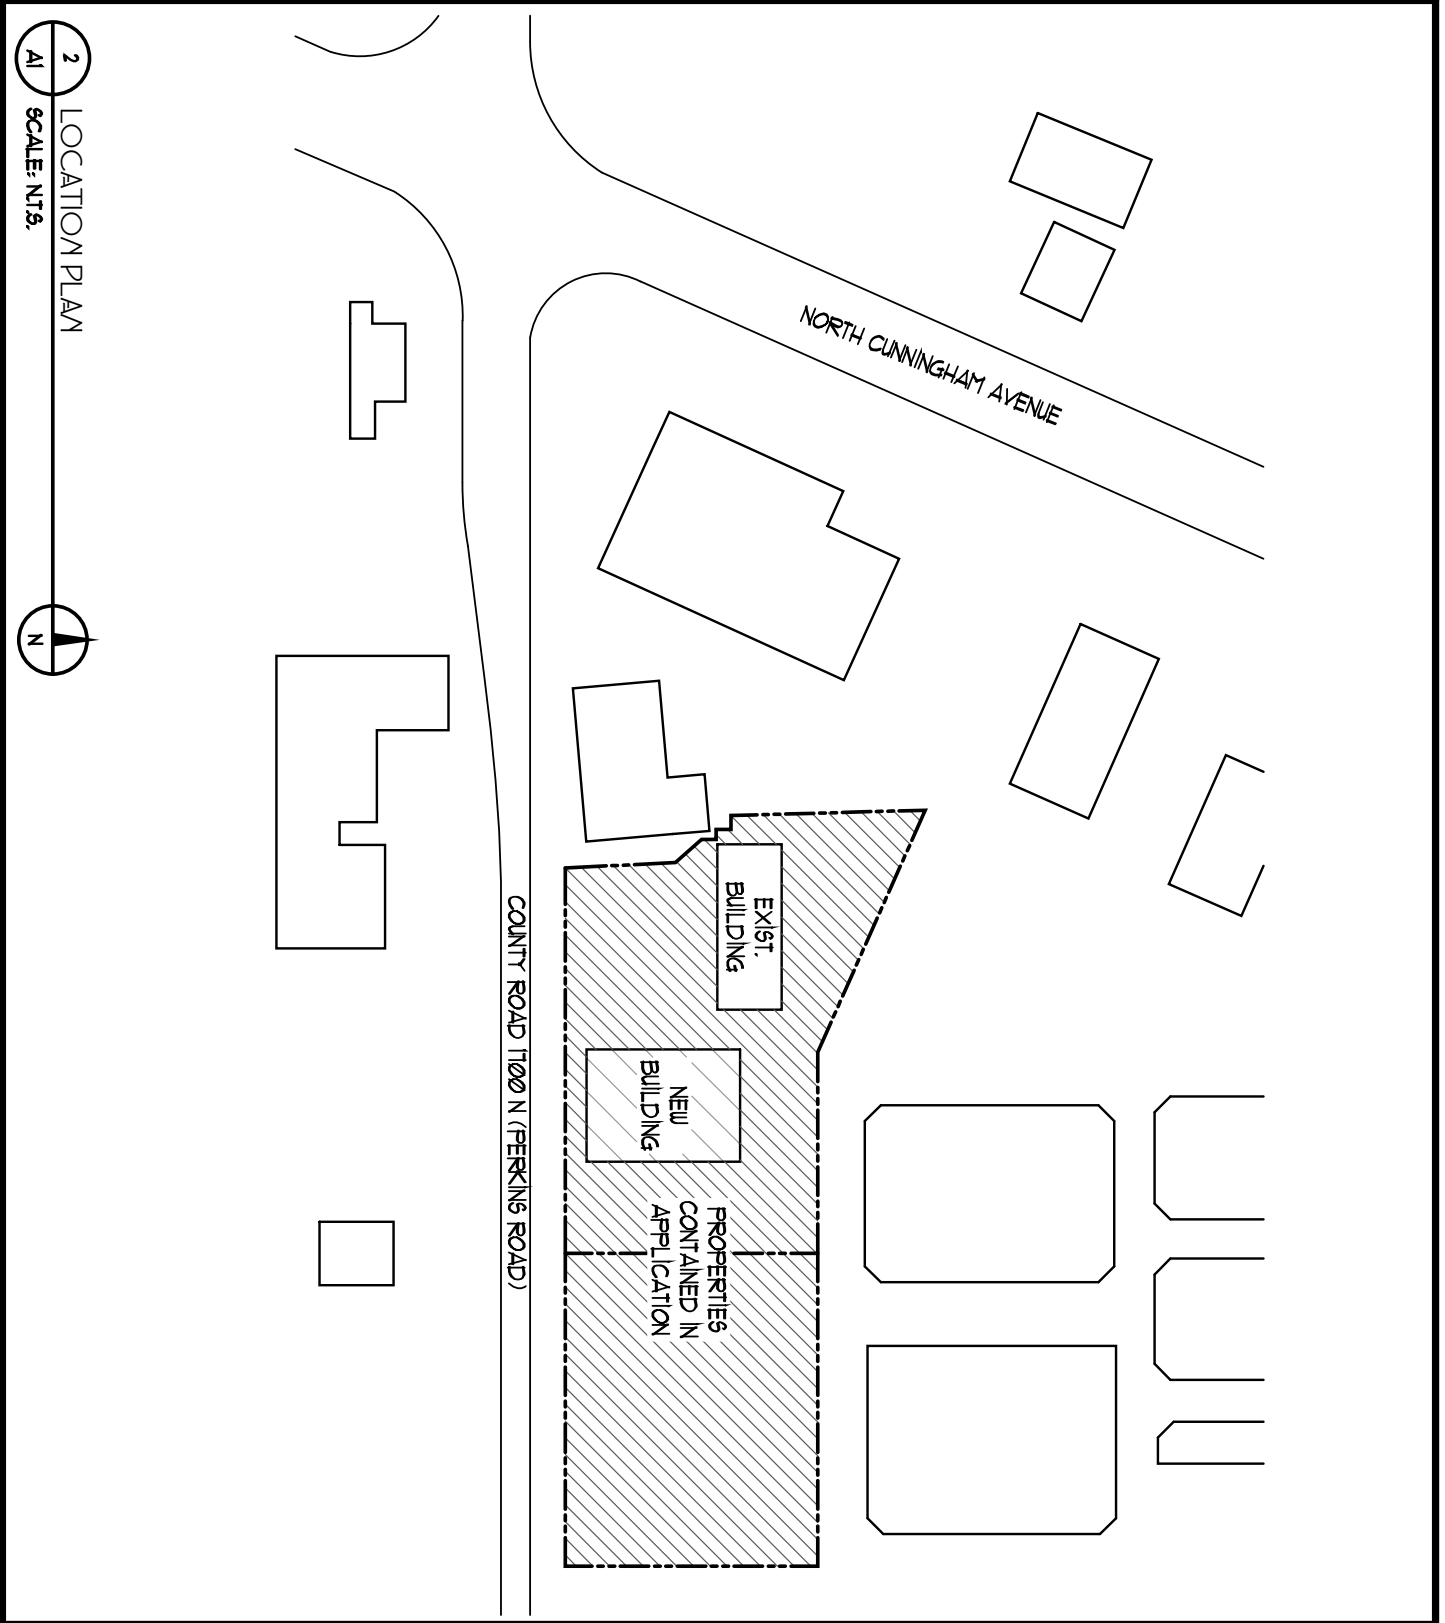 NORTH CUNNINGHAM AVENUE
EXIST.
BUILDING
NEW
BUILDING
PROPERTIES
CONTAINED IN
APPLICATION
COUNTY ROAD 1700 N (PERKINS ROAD)
2
A1
LOCATION PLAN
SCALE: N.T.S.
N